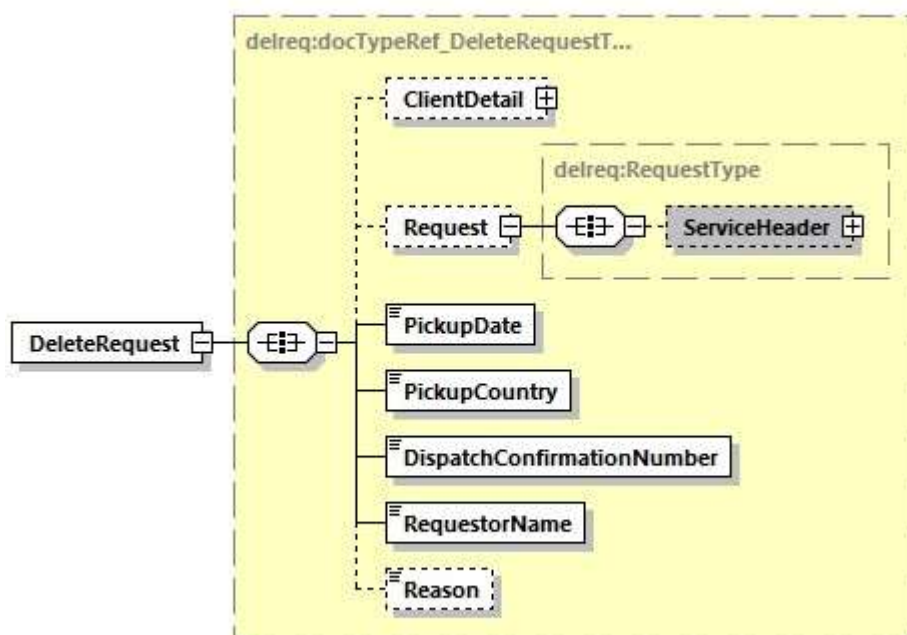 delreq:docTypeRef_DeleteRequestT...
ClientDetail
delreq:RequestType
Request
ServiceHeader
PickupDate
DeleteRequest
PickupCountry
DispatchConfirmationNumber
RequestorName
Reason